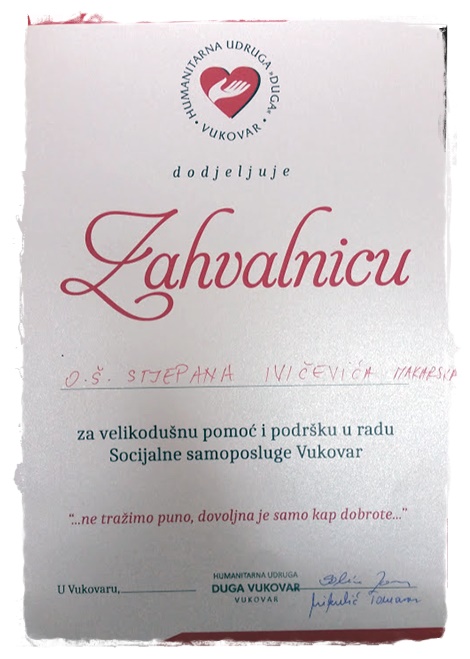 HUMANITARNA UDRUGA »DUGA«
• VUKOVAR •
dodjeljuje
Zahvalnicu
O.Š. STJEPANA IVIČEVIĆA MAKARSKA
za velikodušnu pomoć i podršku u radu
Socijalne samoposluge Vukovar
"...ne tražimo puno, dovoljna je samo kap dobrote..."
U Vukovaru,
HUMANITARNA UDRUGA
DUGA VUKOVAR
VUKOVAR